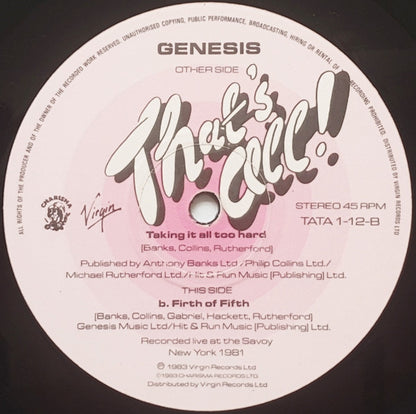 ALL RIGHTS OF THE PRODUCER AND OF THE OWNER OF THE RECORDED WORK RESERVED. UNAUTHORISED COPYING, PUBLIC PERFORMANCE, BROADCASTING, HIRING OR RENTAL OF THIS RECORDING PROHIBITED. DISTRIBUTED BY VIRGIN RECORDS LTD
GENESIS
OTHER SIDE
That's
all!
CHARISMA
Virgin
STEREO 45 RPM
TATA 1-12-B
Taking it all too hard
[Banks, Collins, Rutherford]
Published by Anthony Banks Ltd/Philip Collins Ltd./
Michael Rutherford Ltd./Hit & Run Music [Publishing] Ltd.
THIS SIDE
b. Firth of Fifth
[Banks, Collins, Gabriel, Hackett, Rutherford]
Genesis Music Ltd/Hit & Run Music [Publishing] Ltd.
Recorded live at the Savoy
New York 1981
℗ 1983 Virgin Records Ltd
©1983 CHARISMA RECORDS LTG.
Distributed by Virgin Records Ltd